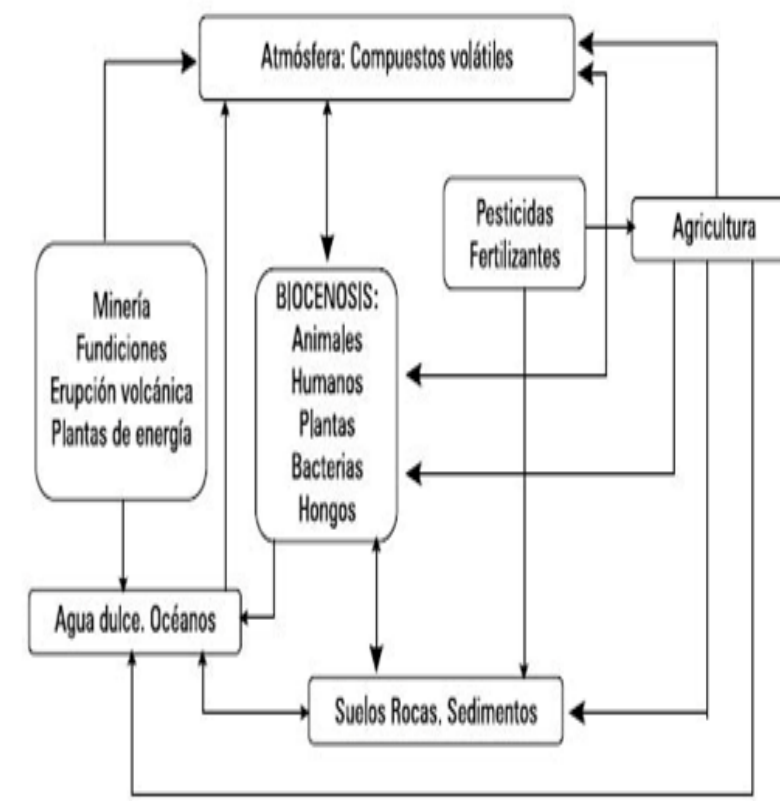 Atmósfera: Compuestos volátiles
Pesticidas
Fertilizantes
Agricultura
Minería
Fundiciones
Erupción volcánica
Plantas de energía
BIOCENOSIS:
Animales
Humanos
Plantas
Bacterias
Hongos
Agua dulce. Océanos
Suelos Rocas. Sedimentos